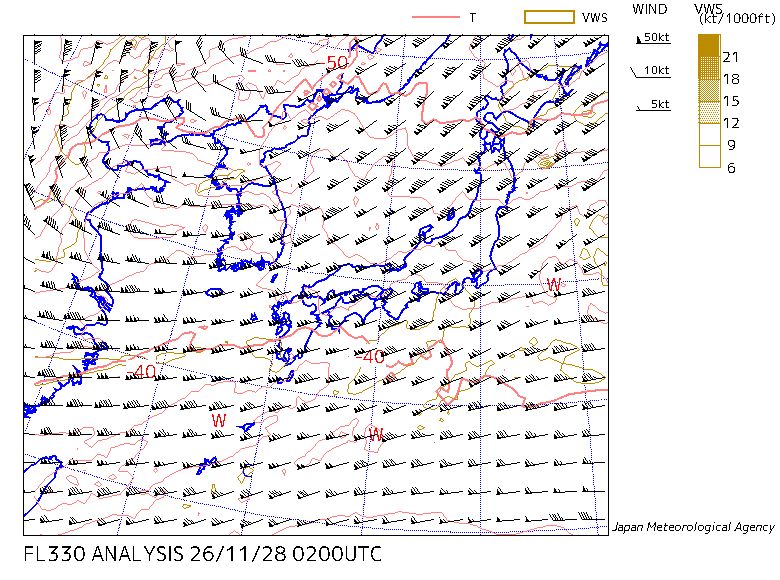 T
VWS
WIND
VWS
(kt/1000ft)
50kt
10kt
5kt
21
18
15
12
9
6
50
W
-40
-40
W
W
Japan Meteorological Agency
FL330 ANALYSIS 26/11/28 0200UTC